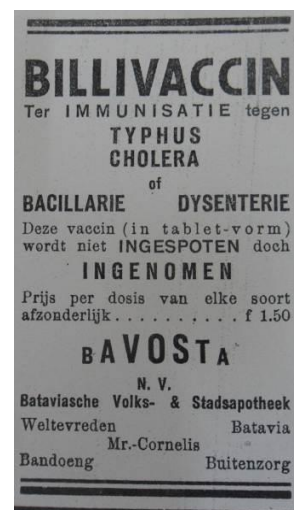 BILLIVACCIN
Ter IMMUNISATIE tegen
TYPHUS
CHOLERA
of
BACILLARIE DYSENTERIE
Deze vaccin (in tablet-vorm)
wordt niet INGESPOTEN doch
INGENOMEN
Prijs per dosis van elke soort
afzonderlijk . . . . . . . . . . f 1.50
BAVOSTA
N. V.
Bataviasche Volks- & Stadsapotheek
Weltevreden Batavia
Mr.-Cornelis
Bandoeng Buitenzorg